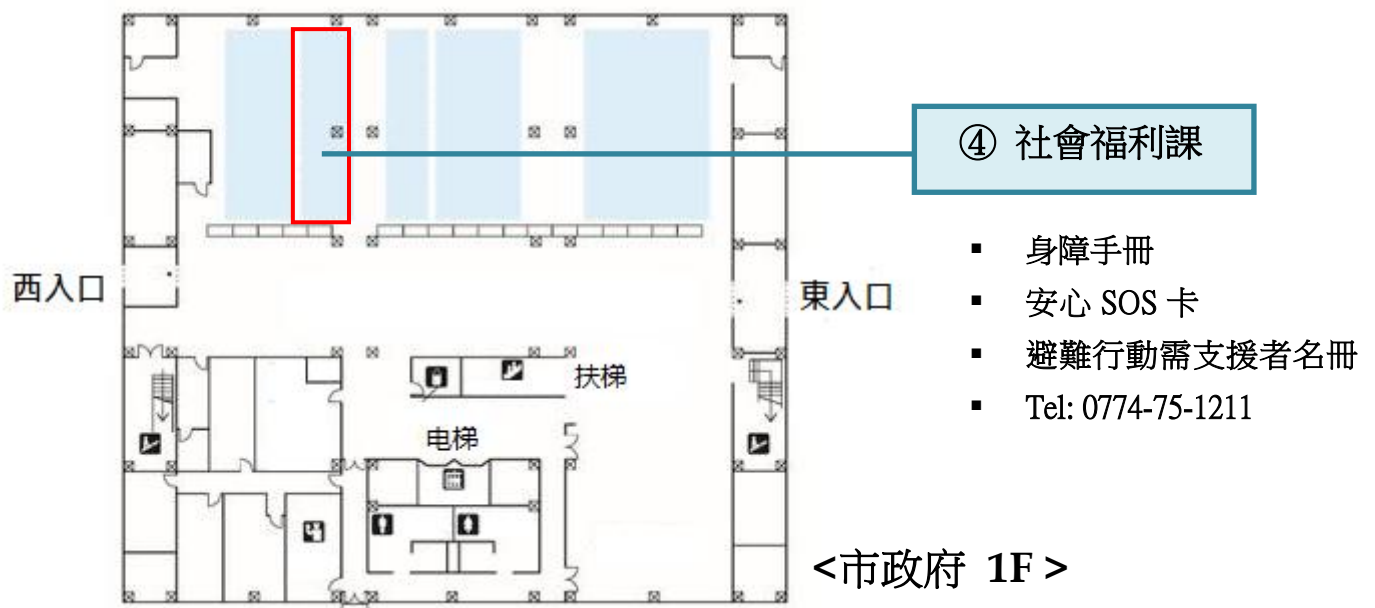 ④ 社會福利課
▪ 身障手冊
西入口
東入口
▪ 安心 SOS 卡
▪ 避難行動需支援者名冊
扶梯
▪ Tel: 0774-75-1211
电梯
<市政府 1F >